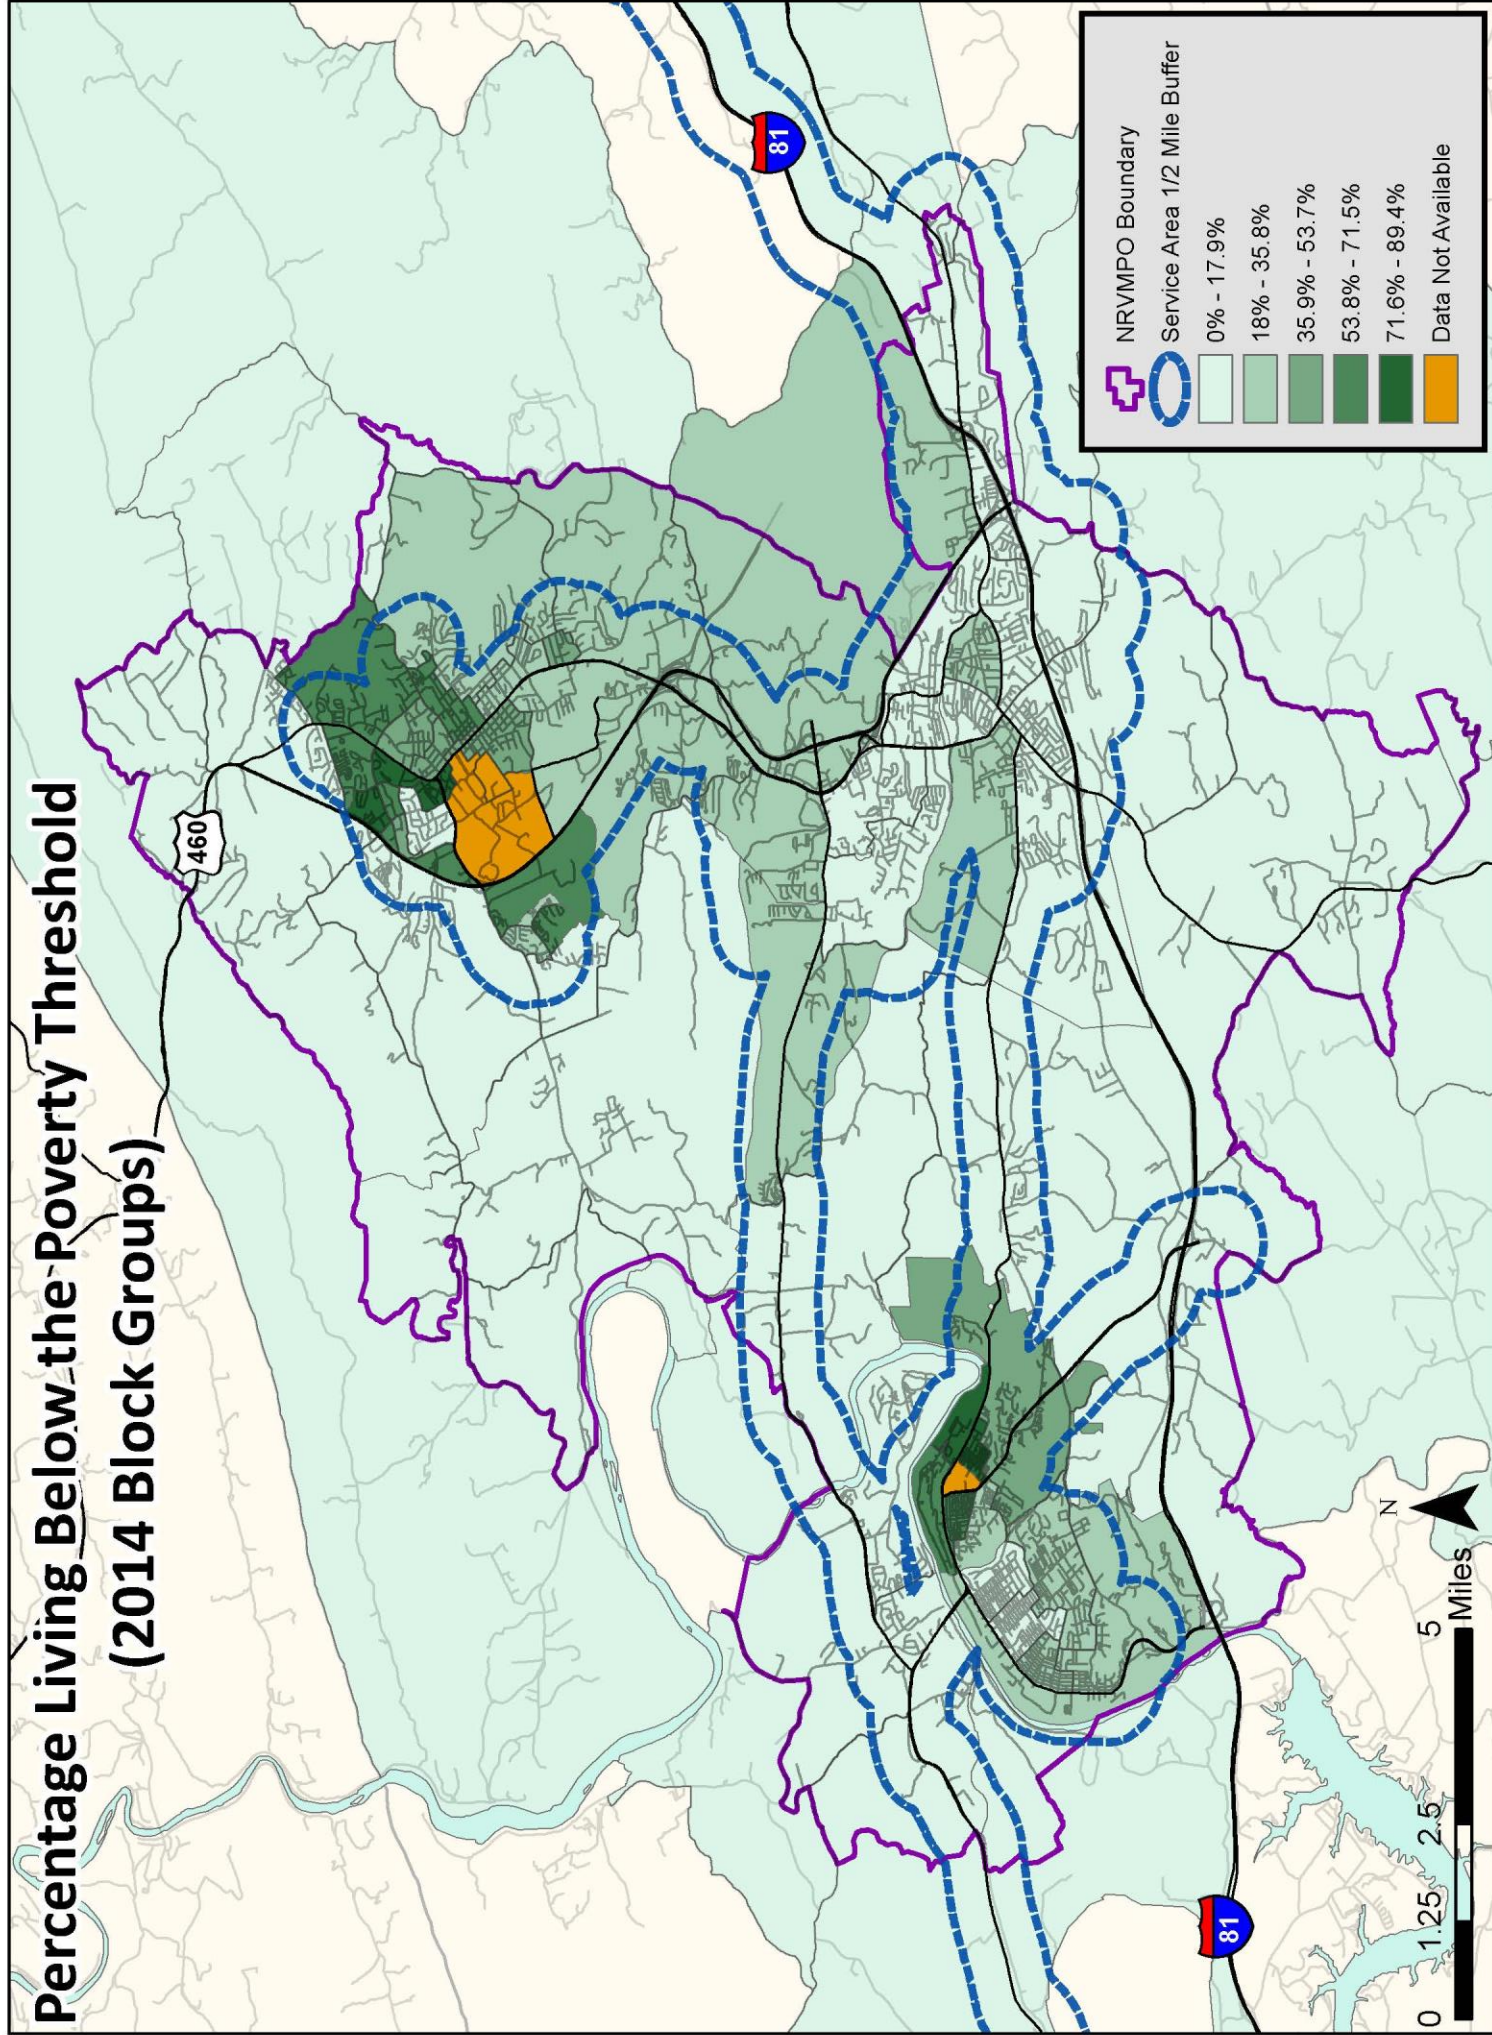 Percentage Living Below the Poverty Threshold
(2014 Block Groups)
460
81
81
NRVMPO Boundary
Service Area 1/2 Mile Buffer
0% - 17.9%
18% - 35.8%
35.9% - 53.7%
53.8% - 71.5%
71.6% - 89.4%
Data Not Available
N
0 1.25 2.5 5
Miles